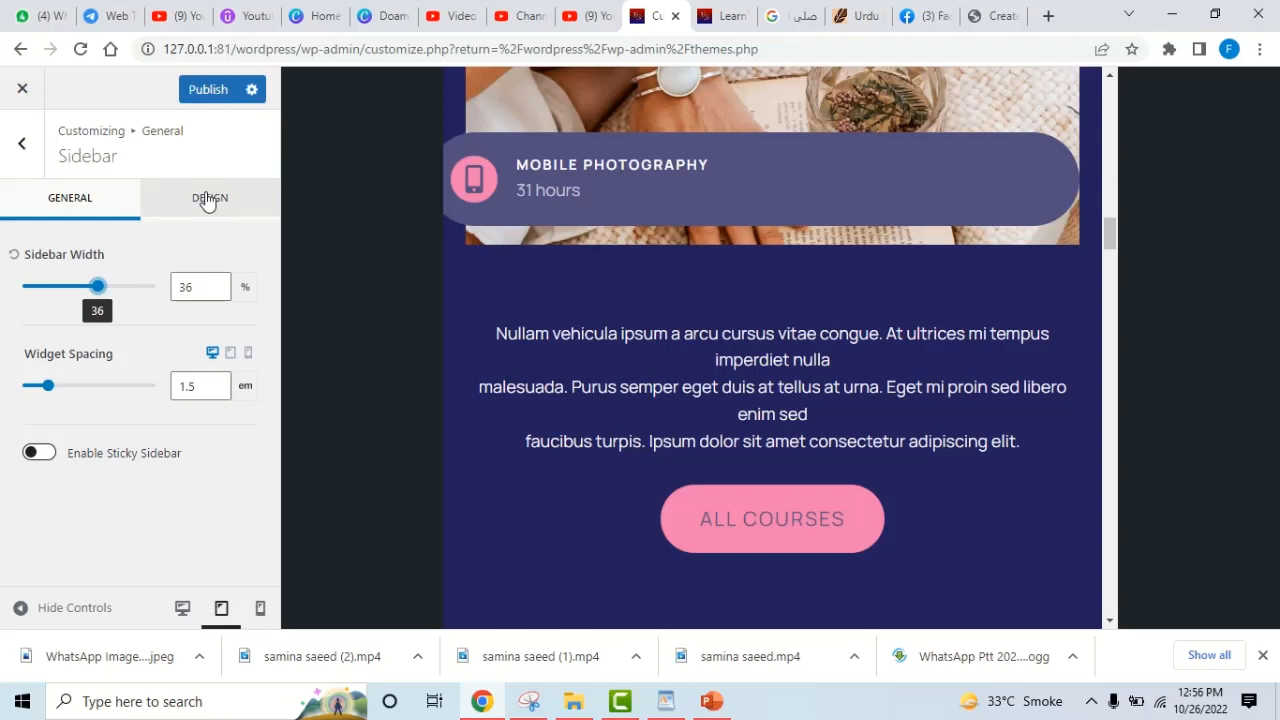 (9) Yo
Web T
(9) Yo
Youtu
Home
Doam
Video
Chann
(9) Yo
Cu
Learn
صلى ا
Urdu
(3) Fa
Creat
127.0.0.1:81/wordpress/wp-admin/customize.php?return=%2Fwordpress%2Fwp-admin%2Fthemes.php
F
Publish
Customizing ▸ General
Sidebar
GENERAL
DESIGN
Sidebar Width
36
%
36
Widget Spacing
1.5
em
Enable Sticky Sidebar
Hide Controls
MOBILE PHOTOGRAPHY
31 hours
Nullam vehicula ipsum a arcu cursus vitae congue. At ultrices mi tempus
imperdiet nulla
malesuada. Purus semper eget duis at tellus at urna. Eget mi proin sed libero
enim sed
faucibus turpis. Ipsum dolor sit amet consectetur adipiscing elit.
ALL COURSES
WhatsApp Image....jpeg
samina saeed (2).mp4
samina saeed (1).mp4
samina saeed.mp4
WhatsApp Ptt 202....ogg
Show all
Type here to search
33°C Smoke
12:56 PM
10/26/2022